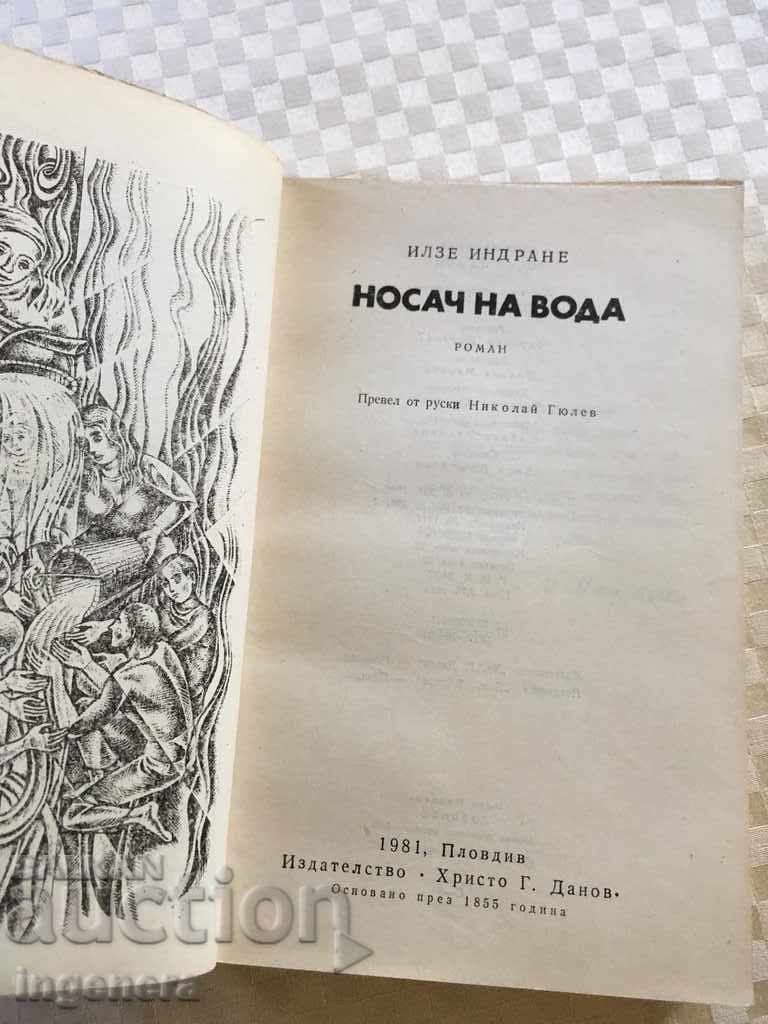 ИЛЗЕ ИНДРАНЕ
НОСАЧ НА ВОДА
РОМАН
Превел от руски Николай Гюлев
1981, Пловдив
Издателство • Христо Г. Данов•
Основано през 1855 година
auction
ingenera